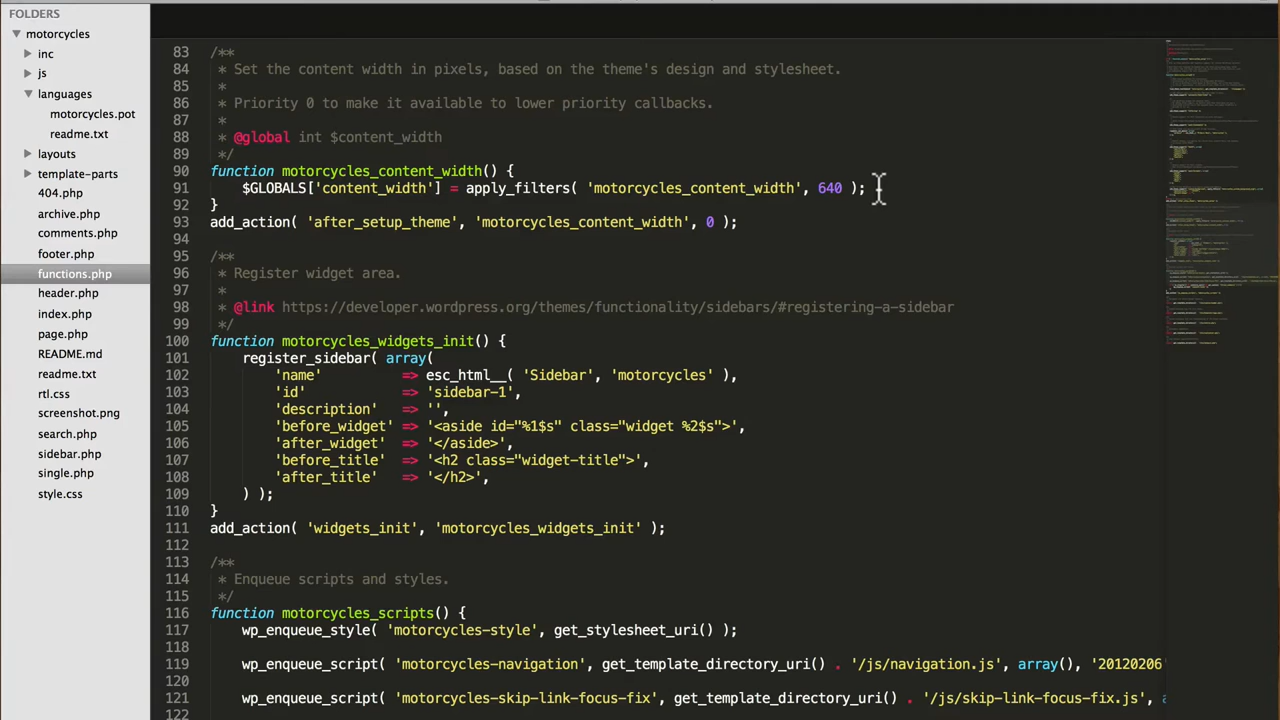 FOLDERS
motorcycles
inc
js
languages
motorcycles.pot
readme.txt
layouts
template-parts
404.php
archive.php
comments.php
footer.php
functions.php
header.php
index.php
page.php
README.md
readme.txt
rtl.css
screenshot.png
search.php
sidebar.php
single.php
style.css
83 /**
84 * Set the content width in pixels, based on the theme's design and stylesheet.
85 *
86 * Priority 0 to make it available to lower priority callbacks.
87 *
88 * @global int $content_width
89 */
90 function motorcycles_content_width() {
91 $GLOBALS['content_width'] = apply_filters( 'motorcycles_content_width', 640 );
92 }
93 add_action( 'after_setup_theme', 'motorcycles_content_width', 0 );
94
95 /**
96 * Register widget area.
97 *
98 * @link https://developer.wordpress.org/themes/functionality/sidebars/#registering-a-sidebar
99 */
100 function motorcycles_widgets_init() {
101 register_sidebar( array(
102 'name' => esc_html__( 'Sidebar', 'motorcycles' ),
103 'id' => 'sidebar-1',
104 'description' => '',
105 'before_widget' => '<aside id="%1$s" class="widget %2$s">',
106 'after_widget' => '</aside>',
107 'before_title' => '<h2 class="widget-title">',
108 'after_title' => '</h2>',
109 ) );
110 }
111 add_action( 'widgets_init', 'motorcycles_widgets_init' );
112
113 /**
114 * Enqueue scripts and styles.
115 */
116 function motorcycles_scripts() {
117 wp_enqueue_style( 'motorcycles-style', get_stylesheet_uri() );
118
119 wp_enqueue_script( 'motorcycles-navigation', get_template_directory_uri() . '/js/navigation.js', array(), '20120206'
120
121 wp_enqueue_script( 'motorcycles-skip-link-focus-fix', get_template_directory_uri() . '/js/skip-link-focus-fix.js', a
122